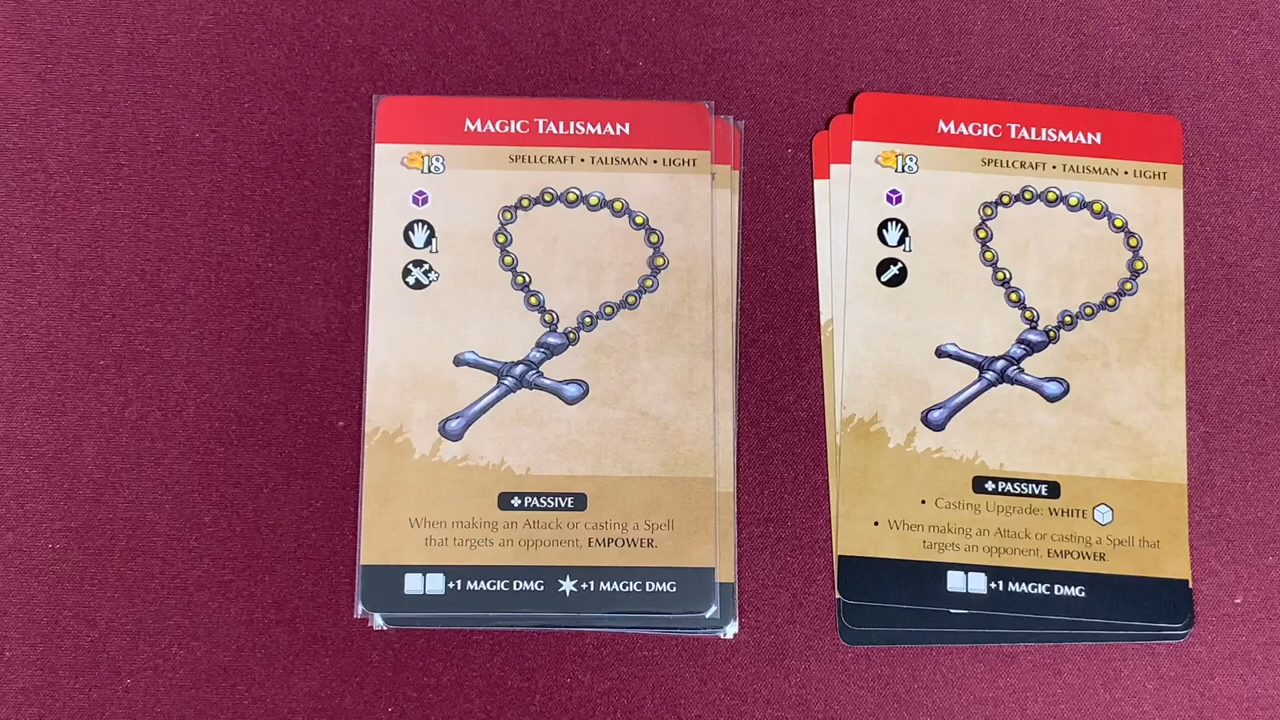 MAGIC TALISMAN
18
SPELLCRAFT • TALISMAN • LIGHT
1
PASSIVE
When making an Attack or casting a Spell
that targets an opponent, EMPOWER.
+1 MAGIC DMG +1 MAGIC DMG
MAGIC TALISMAN
18
SPELLCRAFT • TALISMAN • LIGHT
1
PASSIVE
• Casting Upgrade: WHITE
• When making an Attack or casting a Spell that
targets an opponent, EMPOWER.
+1 MAGIC DMG